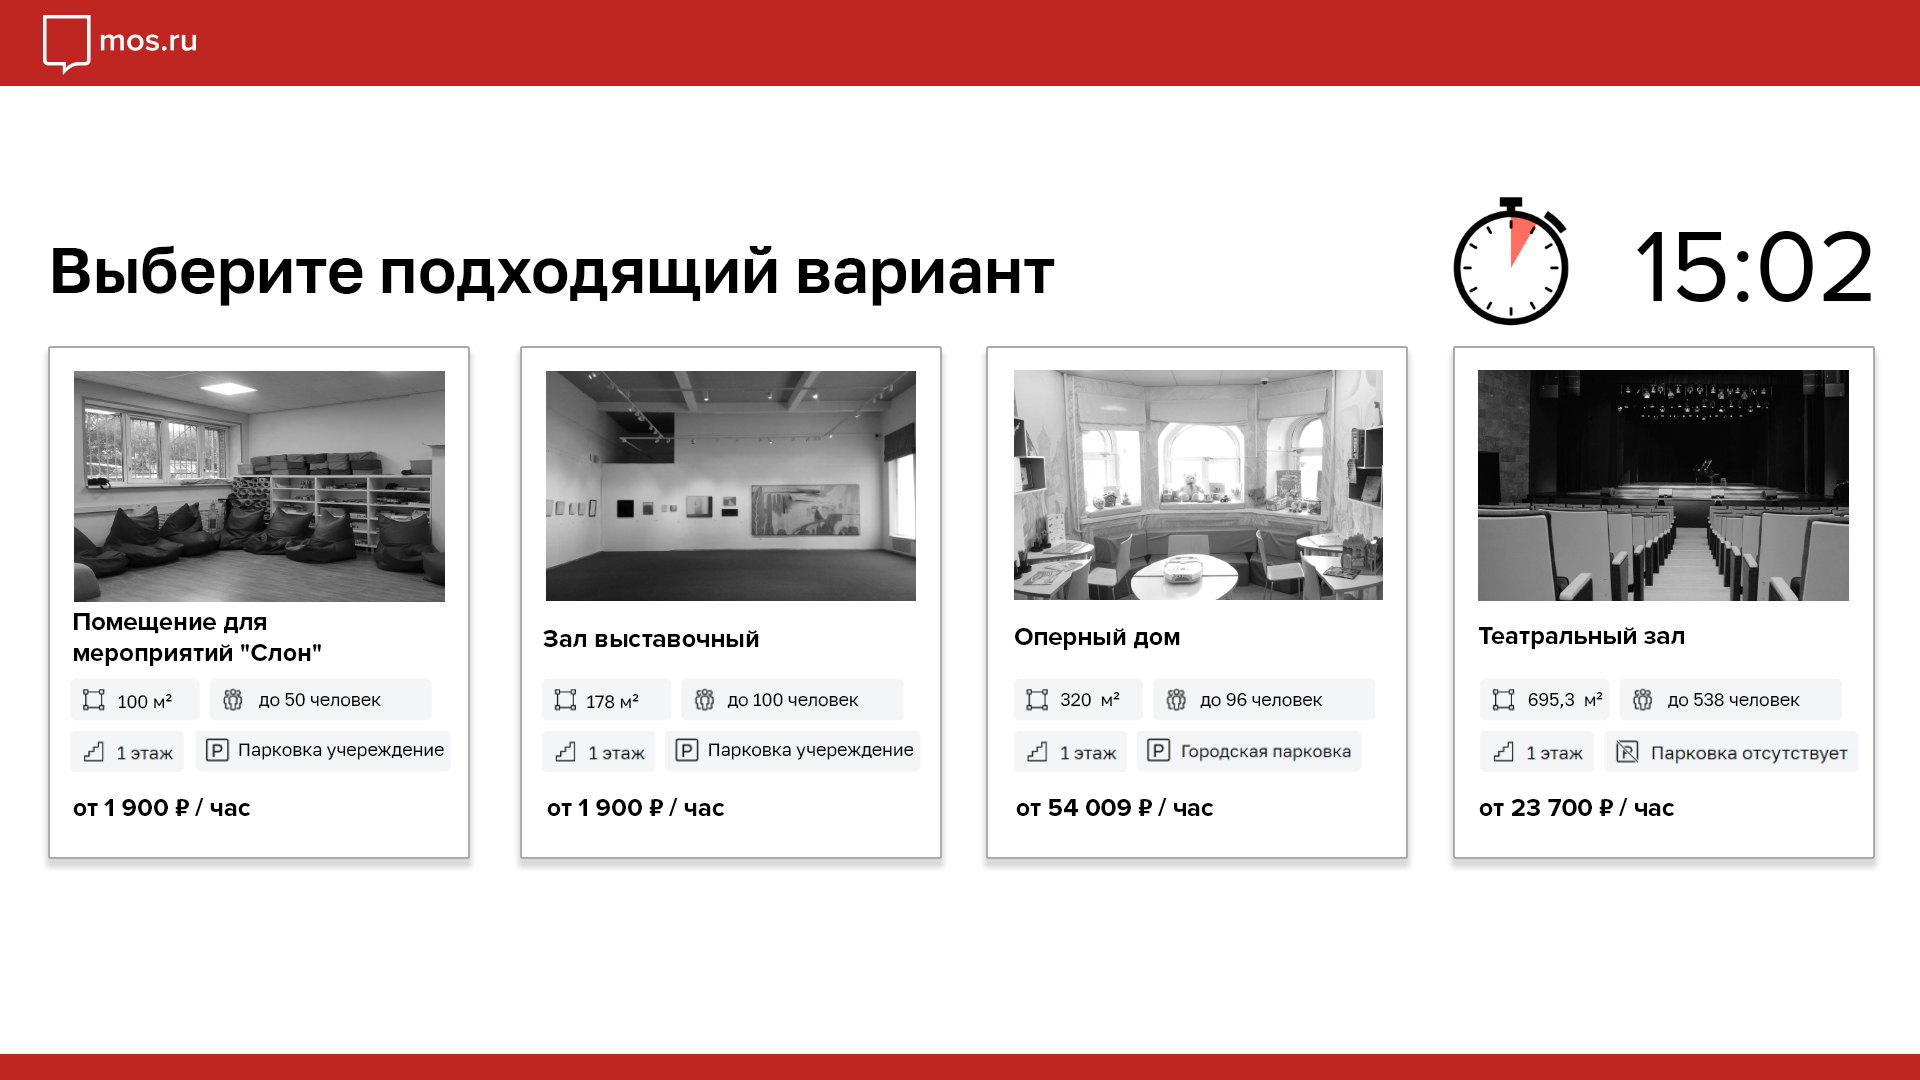 mos.ru
Выберите подходящий вариант
15:02
Помещение для
мероприятий "Слон"
100 м²
до 50 человек
1 этаж
Парковка учереждение
от 1 900 ₽ / час
Зал выставочный
178 м²
до 100 человек
1 этаж
Парковка учереждение
от 1 900 ₽ / час
Оперный дом
320 м²
до 96 человек
1 этаж
Городская парковка
от 54 009 ₽ / час
Театральный зал
695,3 м²
до 538 человек
1 этаж
Парковка отсутствует
от 23 700 ₽ / час